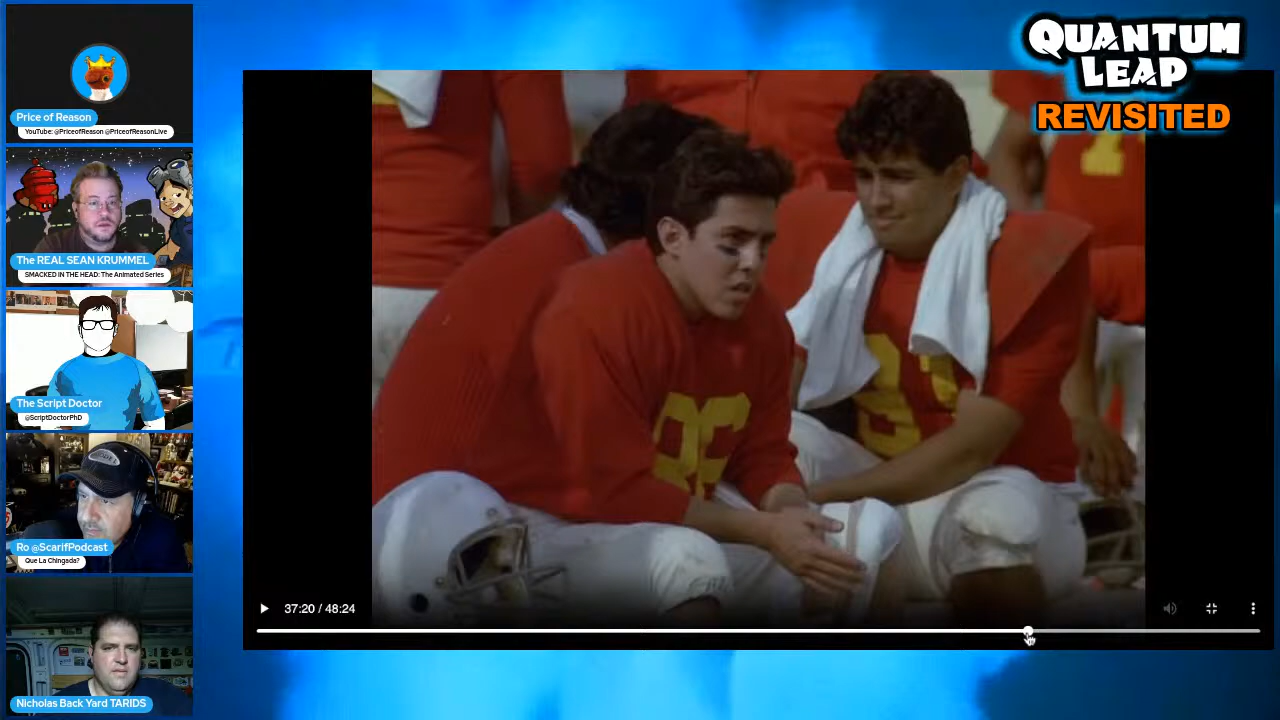 QUANTUM
LEAP
REVISITED
Price of Reason
YouTube: @PriceofReason @PriceofReasonLive
The REAL SEAN KRUMMEL
SMACKED IN THE HEAD: The Animated Series
The Script Doctor
@ScriptDoctorPhD
Ro @ScarifPodcast
Que La Chingada?
Nicholas Back Yard TARIDS
37:20 / 48:24